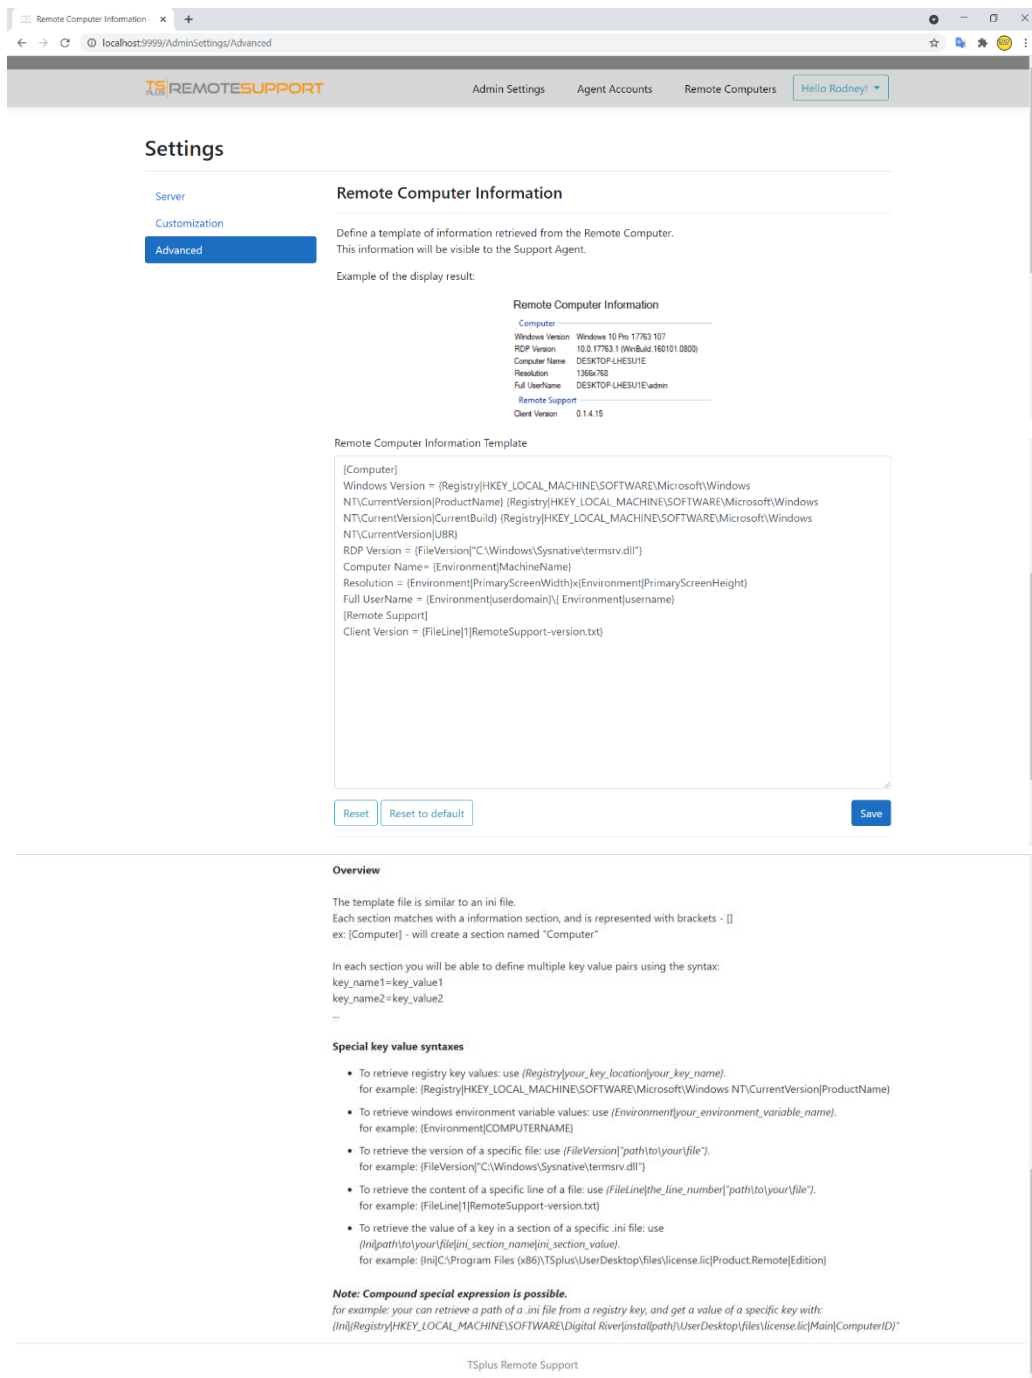 Remote Computer Information -
localhost:9999/AdminSettings/Advanced
TS PLUS REMOTESUPPORT
Admin Settings
Agent Accounts
Remote Computers
Hello Rodney!
Settings
Server
Customization
Advanced
Remote Computer Information
Define a template of information retrieved from the Remote Computer.
This information will be visible to the Support Agent.
Example of the display result:
Remote Computer Information
Computer
Windows Version Windows 10 Pro 17763 107
RDP Version 10.0.17763.1 (WinBuild.160101.0800)
Computer Name DESKTOP-LHESU1E
Resolution 1366x768
Full UserName DESKTOP-LHESU1E\admin
Remote Support
Client Version 0.1.4.15
Remote Computer Information Template
[Computer]
Windows Version = {Registry|HKEY_LOCAL_MACHINE\SOFTWARE\Microsoft\Windows
NT\CurrentVersion|ProductName} {Registry|HKEY_LOCAL_MACHINE\SOFTWARE\Microsoft\Windows
NT\CurrentVersion|CurrentBuild} {Registry|HKEY_LOCAL_MACHINE\SOFTWARE\Microsoft\Windows
NT\CurrentVersion|UBR}
RDP Version = {FileVersion|"C:\Windows\Sysnative\termsrv.dll"}
Computer Name= {Environment|MachineName}
Resolution = {Environment|PrimaryScreenWidth}x{Environment|PrimaryScreenHeight}
Full UserName = {Environment|userdomain}\{ Environment|username}
[Remote Support]
Client Version = {FileLine|1|RemoteSupport-version.txt}
Reset
Reset to default
Save
Overview
The template file is similar to an ini file.
Each section matches with a information section, and is represented with brackets - []
ex: [Computer] - will create a section named "Computer"
In each section you will be able to define multiple key value pairs using the syntax:
key_name1=key_value1
key_name2=key_value2
...
Special key value syntaxes
• To retrieve registry key values: use {Registry|your_key_location|your_key_name}.
for example: {Registry|HKEY_LOCAL_MACHINE\SOFTWARE\Microsoft\Windows NT\CurrentVersion|ProductName}
• To retrieve windows environment variable values: use {Environment|your_environment_variable_name}.
for example: {Environment|COMPUTERNAME}
• To retrieve the version of a specific file: use {FileVersion|"path\to\your\file"}.
for example: {FileVersion|"C:\Windows\Sysnative\termsrv.dll"}
• To retrieve the content of a specific line of a file: use {FileLine|the_line_number|"path\to\your\file"}.
for example: {FileLine|1|RemoteSupport-version.txt}
• To retrieve the value of a key in a section of a specific .ini file: use
{Ini|path\to\your\file|ini_section_name|ini_section_value}.
for example: {Ini|C:\Program Files (x86)\TSplus\UserDesktop\files\license.lic|Product.Remote|Edition}
Note: Compound special expression is possible.
for example: your can retrieve a path of a .ini file from a registry key, and get a value of a specific key with:
{Ini|{Registry|HKEY_LOCAL_MACHINE\SOFTWARE\Digital River|installpath}\UserDesktop\files\license.lic|Main|ComputerID}"
TSplus Remote Support